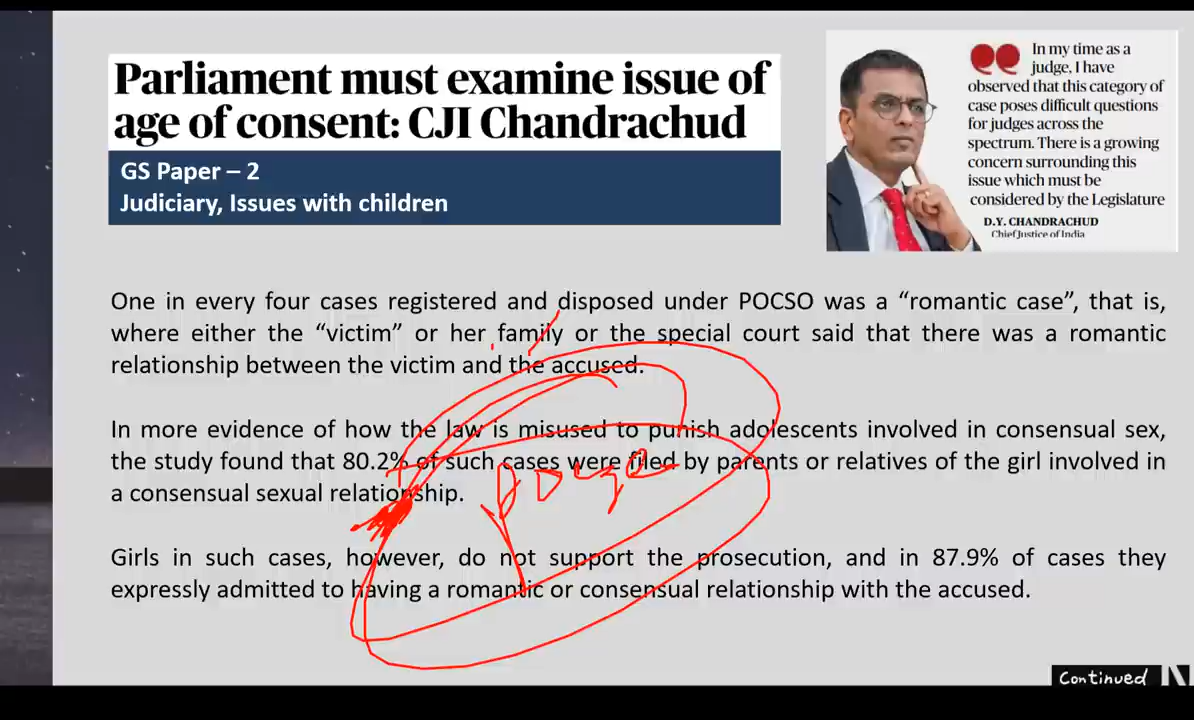 Parliament must examine issue of
age of consent: CJI Chandrachud
GS Paper – 2
Judiciary, Issues with children
In my time as a
judge, I have
observed that this category of
case poses difficult questions
for judges across the
spectrum. There is a growing
concern surrounding this
issue which must be
considered by the Legislature
D.Y. CHANDRACHUD
Chief Justice of India
One in every four cases registered and disposed under POCSO was a “romantic case”, that is,
where either the “victim” or her family or the special court said that there was a romantic
relationship between the victim and the accused.
In more evidence of how the law is misused to punish adolescents involved in consensual sex,
the study found that 80.2% of such cases were filed by parents or relatives of the girl involved in
a consensual sexual relationship.
Girls in such cases, however, do not support the prosecution, and in 87.9% of cases they
expressly admitted to having a romantic or consensual relationship with the accused.
Continued